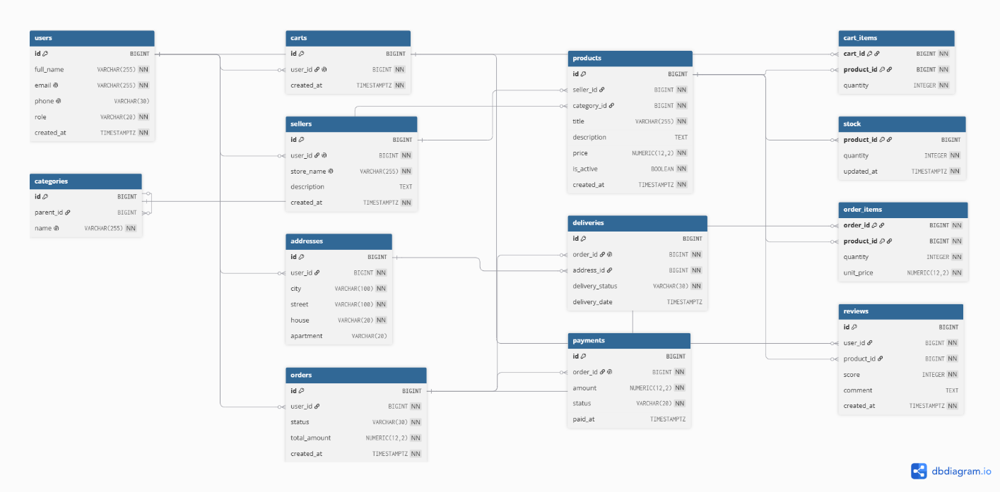 users
id BIGINT
full_name VARCHAR(255) NN
email VARCHAR(255) NN
phone VARCHAR(30)
role VARCHAR(20) NN
created_at TIMESTAMPTZ NN
categories
id BIGINT
parent_id BIGINT
name VARCHAR(255) NN
carts
id BIGINT
user_id BIGINT NN
created_at TIMESTAMPTZ NN
sellers
id BIGINT
user_id BIGINT NN
store_name VARCHAR(255) NN
description TEXT
created_at TIMESTAMPTZ NN
addresses
id BIGINT
user_id BIGINT NN
city VARCHAR(100) NN
street VARCHAR(100) NN
house VARCHAR(20) NN
apartment VARCHAR(20)
orders
id BIGINT
user_id BIGINT NN
status VARCHAR(30) NN
total_amount NUMERIC(12,2) NN
created_at TIMESTAMPTZ NN
products
id BIGINT
seller_id BIGINT NN
category_id BIGINT NN
title VARCHAR(255) NN
description TEXT
price NUMERIC(12,2) NN
is_active BOOLEAN NN
created_at TIMESTAMPTZ NN
deliveries
id BIGINT
order_id BIGINT NN
address_id BIGINT NN
delivery_status VARCHAR(30) NN
delivery_date TIMESTAMPTZ
payments
id BIGINT
order_id BIGINT NN
amount NUMERIC(12,2) NN
status VARCHAR(20) NN
paid_at TIMESTAMPTZ
cart_items
cart_id BIGINT NN
product_id BIGINT NN
quantity INTEGER NN
stock
product_id BIGINT
quantity INTEGER NN
updated_at TIMESTAMPTZ NN
order_items
order_id BIGINT NN
product_id BIGINT NN
quantity INTEGER NN
unit_price NUMERIC(12,2) NN
reviews
id BIGINT
user_id BIGINT NN
product_id BIGINT NN
score INTEGER NN
comment TEXT
created_at TIMESTAMPTZ NN
dbdiagram.io